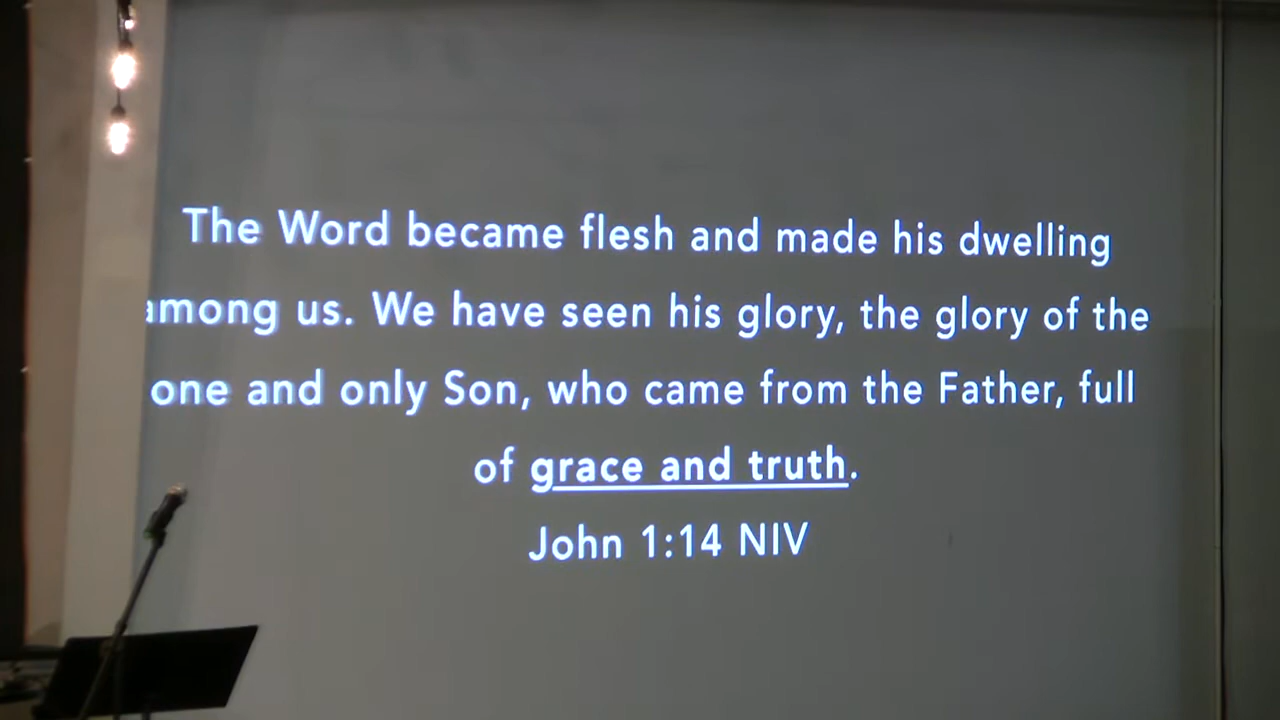 The Word became flesh and made his dwelling
among us. We have seen his glory, the glory of the
one and only Son, who came from the Father, full
of grace and truth.
John 1:14 NIV